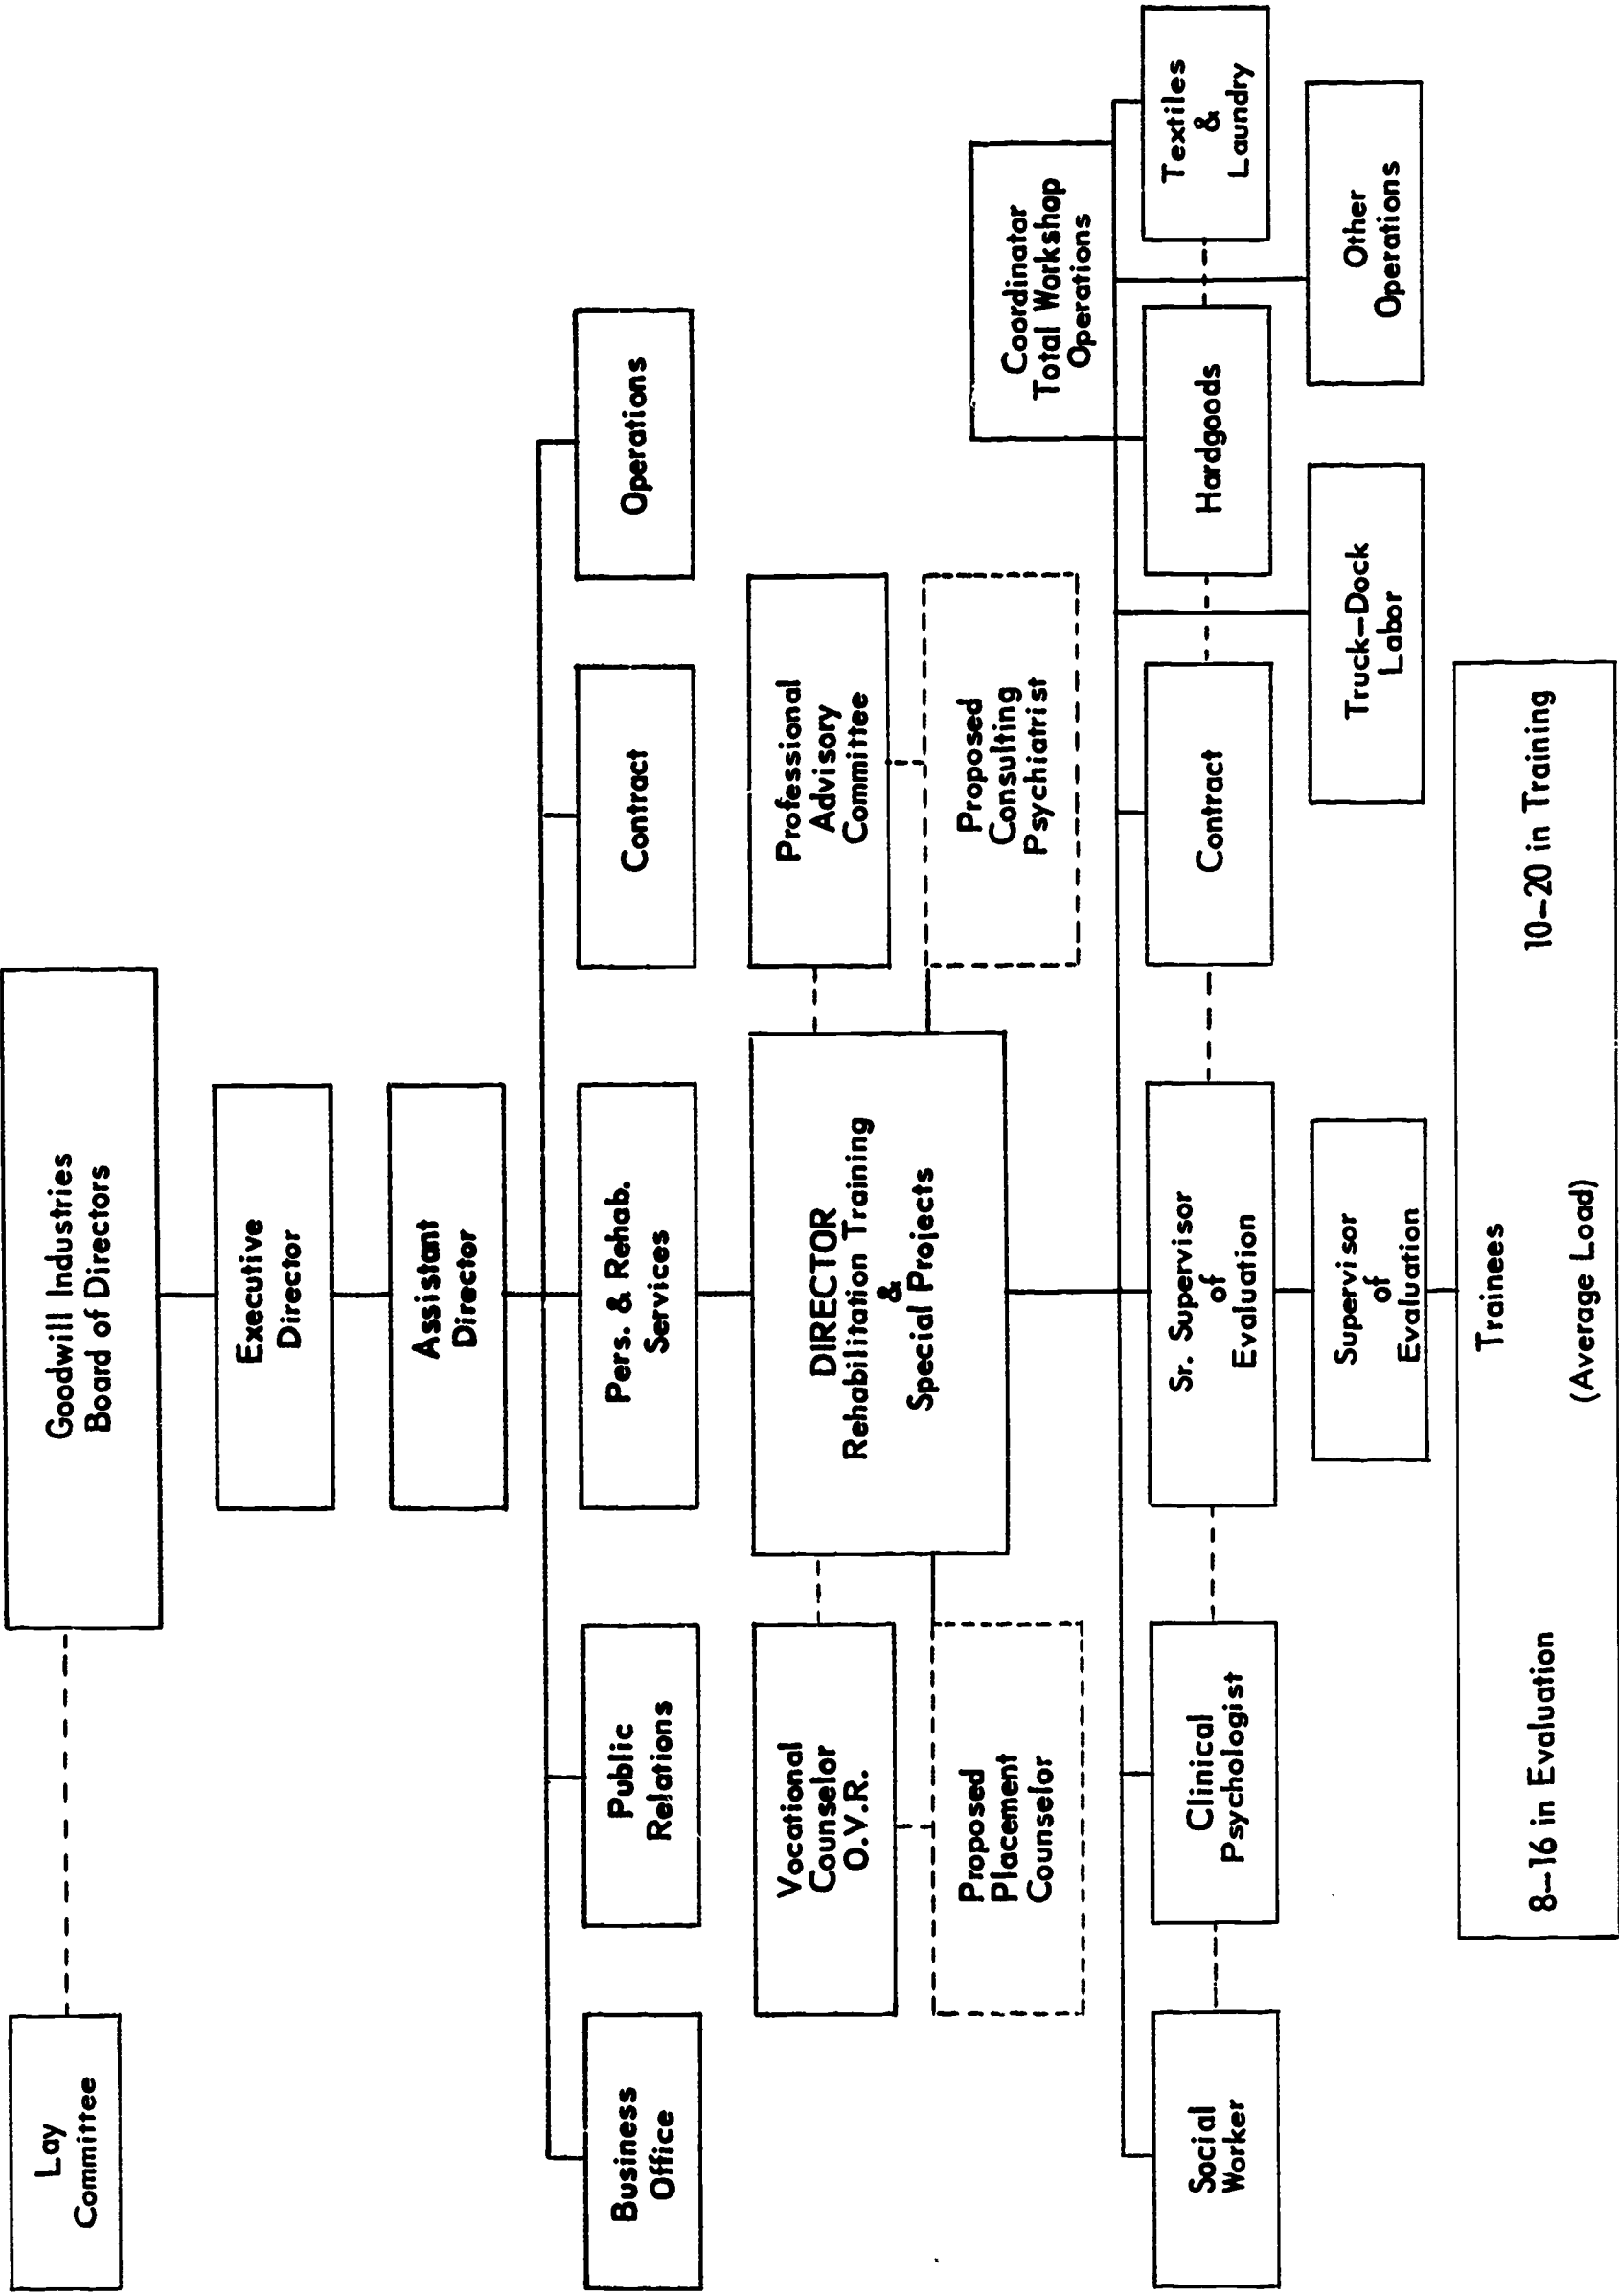 Lay
Committee
Goodwill Industries
Board of Directors
Executive
Director
Assistant
Director
Business
Office
Public
Relations
Pers. & Rehab.
Services
Contract
Operations
Vocational
Counselor
O.V.R.
DIRECTOR
Rehabilitation Training
&
Special Projects
Professional
Advisory
Committee
Proposed
Placement
Counselor
Proposed
Consulting
Psychiatrist
Coordinator
Total Workshop
Operations
Social
Worker
Clinical
Psychologist
Sr. Supervisor
of
Evaluation
Contract
Hardgoods
Textiles
&
Laundry
Supervisor
of
Evaluation
Truck-Dock
Labor
Other
Operations
Trainees
8-16 in Evaluation
10-20 in Training
(Average Load)